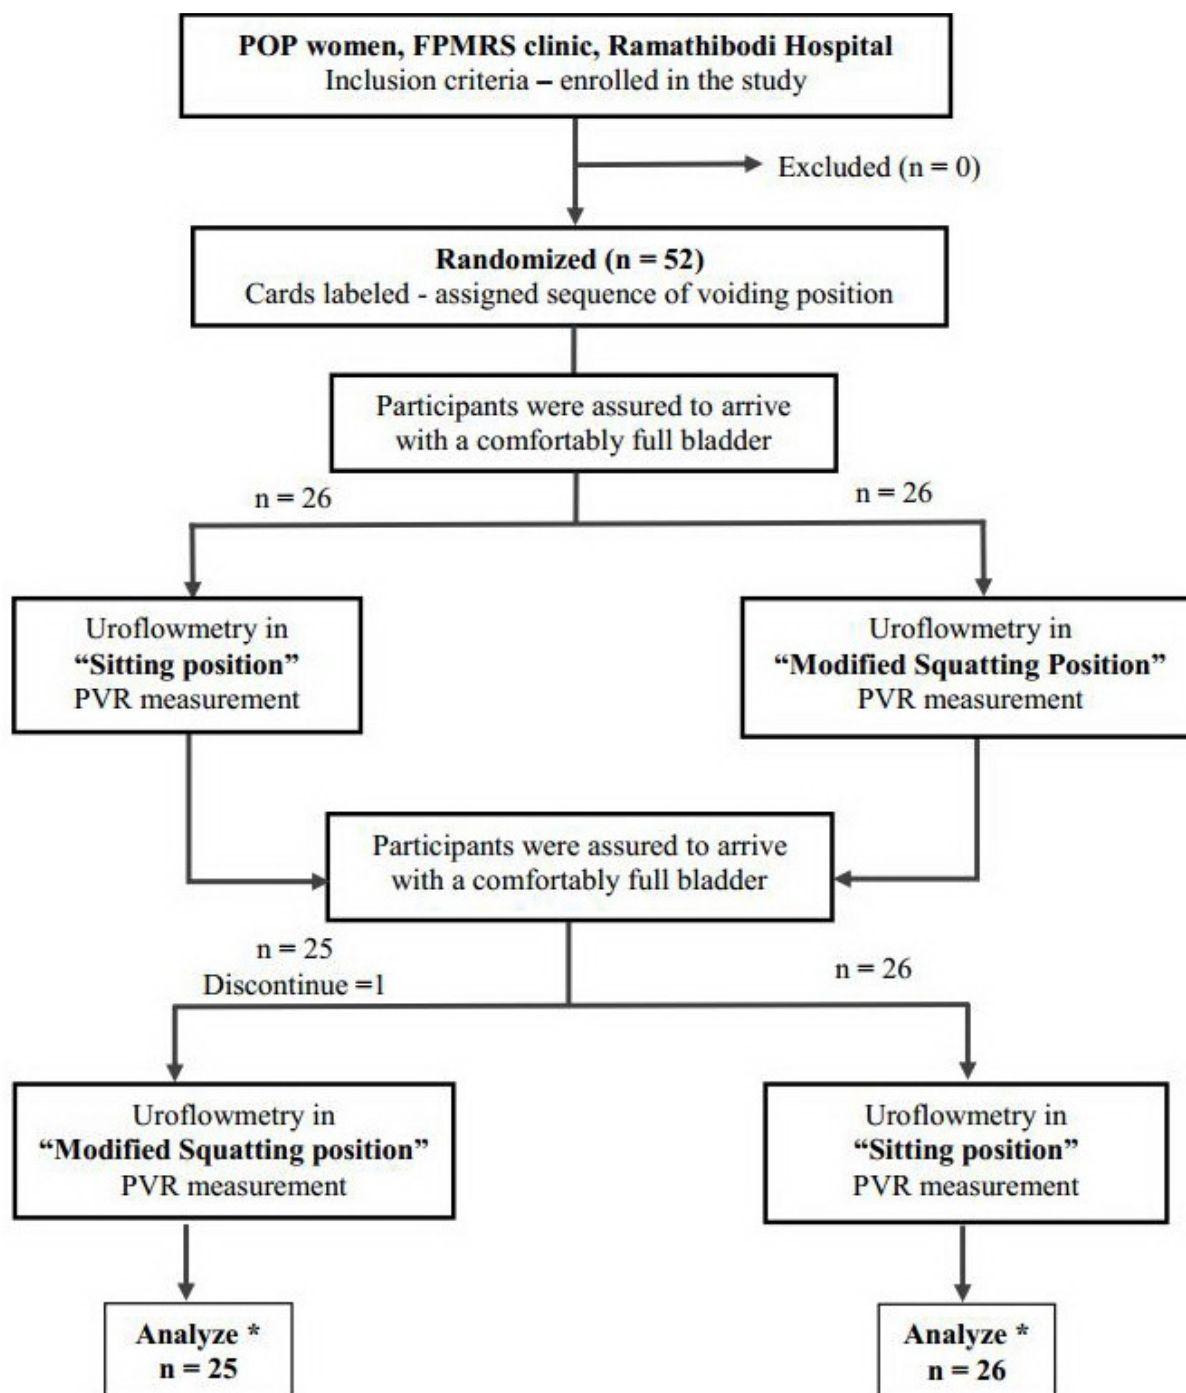 POP women, FPMRS clinic, Ramathibodi Hospital
Inclusion criteria – enrolled in the study
Excluded (n = 0)
Randomized (n = 52)
Cards labeled - assigned sequence of voiding position
Participants were assured to arrive
with a comfortably full bladder
n = 26
n = 26
Uroflowmetry in
“Sitting position”
PVR measurement
Uroflowmetry in
“Modified Squatting Position”
PVR measurement
Participants were assured to arrive
with a comfortably full bladder
n = 25
Discontinue =1
n = 26
Uroflowmetry in
“Modified Squatting position”
PVR measurement
Uroflowmetry in
“Sitting position”
PVR measurement
Analyze *
n = 25
Analyze *
n = 26